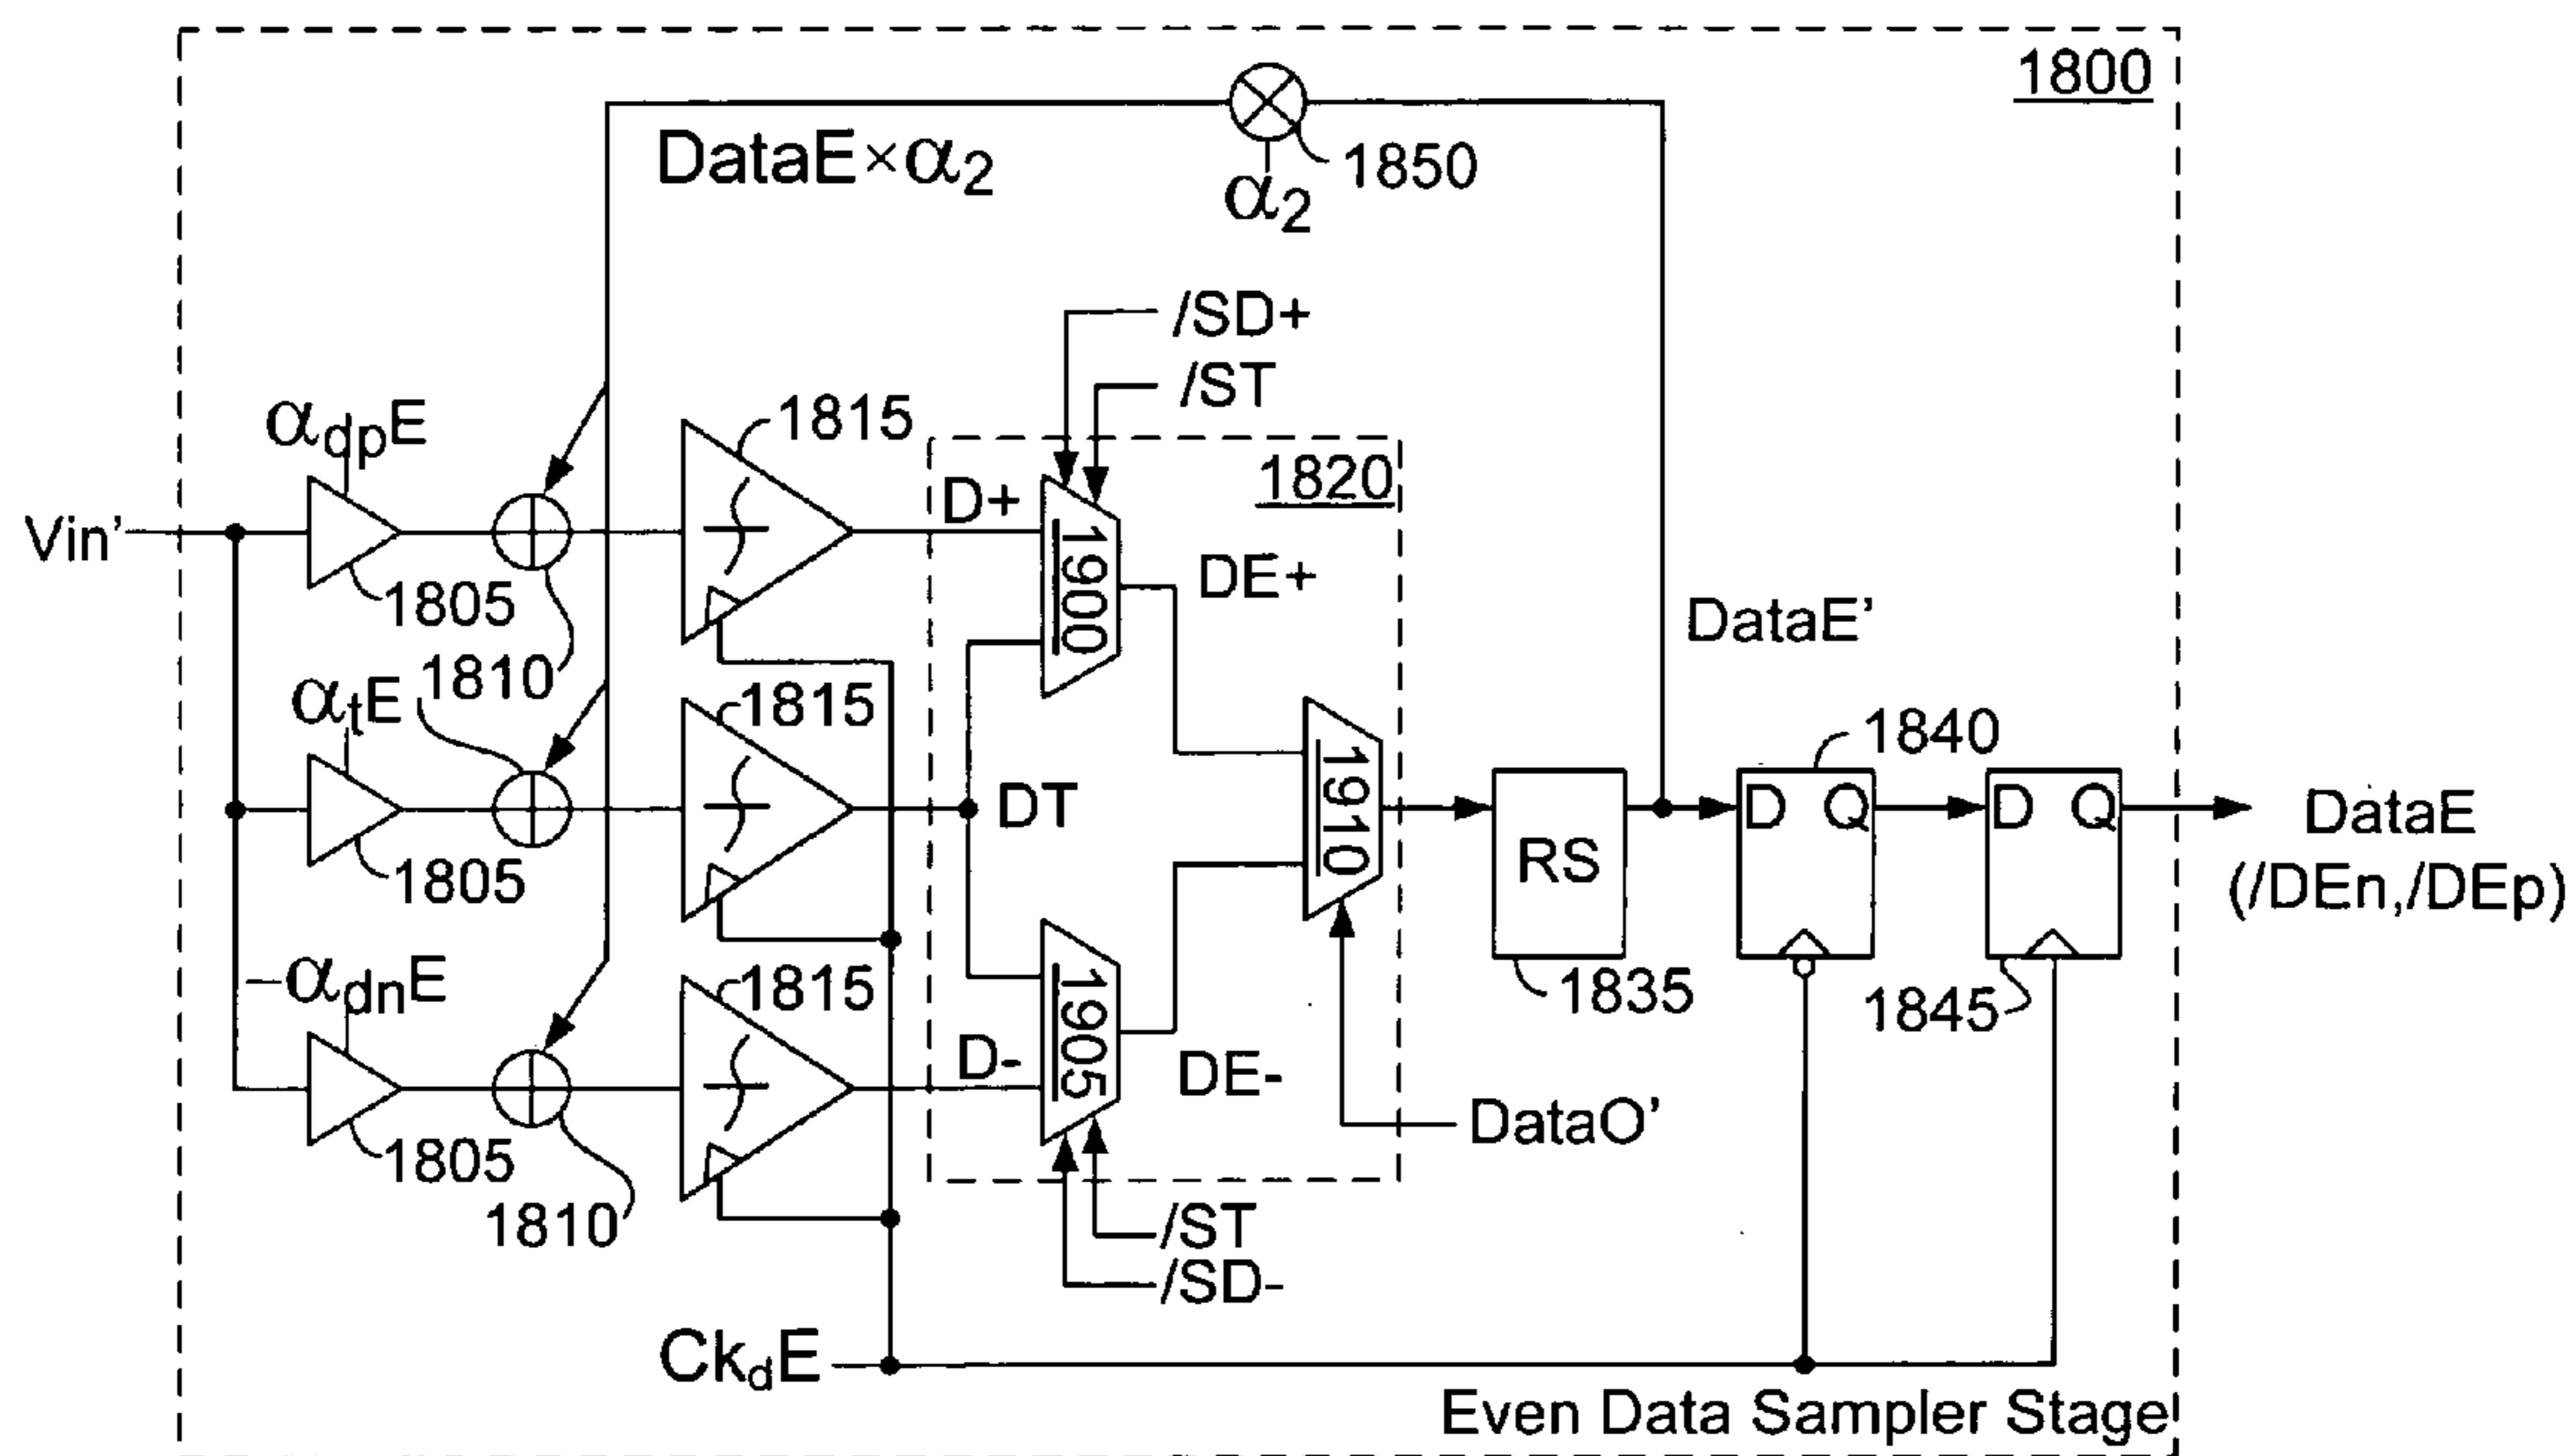 1800
DataE×α2
1850
α2
/SD+
/ST
αdpE
1815
1820
D+
1900
DE+
Vin'
1805
DataE'
1810
αtE
1815
1840
DT
1910
RS
D Q
D Q
DataE
(/DEn,/DEp)
1805
1835
1845
–αdnE
1815
D-
1905
DE-
DataO'
1805
1810
/ST
/SD-
CkdE
Even Data Sampler Stage